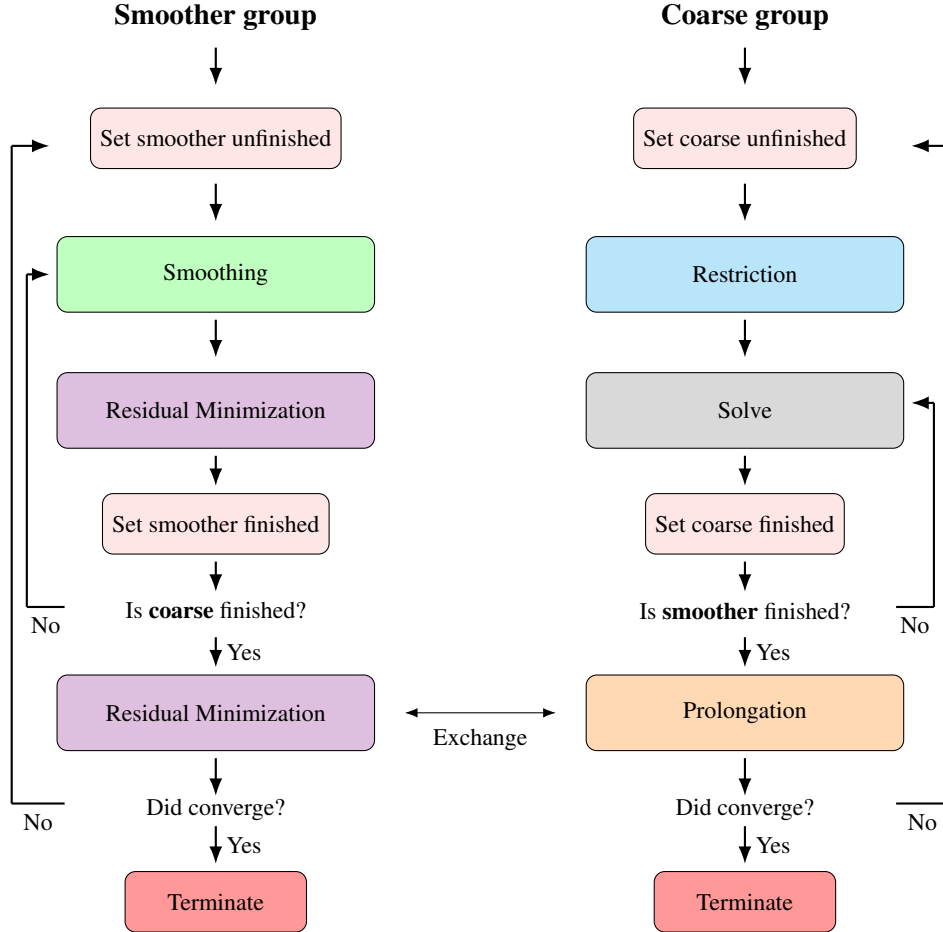 Smoother group
Coarse group
Set smoother unfinished
Set coarse unfinished
Smoothing
Restriction
Residual Minimization
Solve
Set smoother finished
Set coarse finished
Is coarse finished?
Is smoother finished?
No
Yes
Yes
No
Residual Minimization
Exchange
Prolongation
Did converge?
Did converge?
No
Yes
Yes
No
Terminate
Terminate